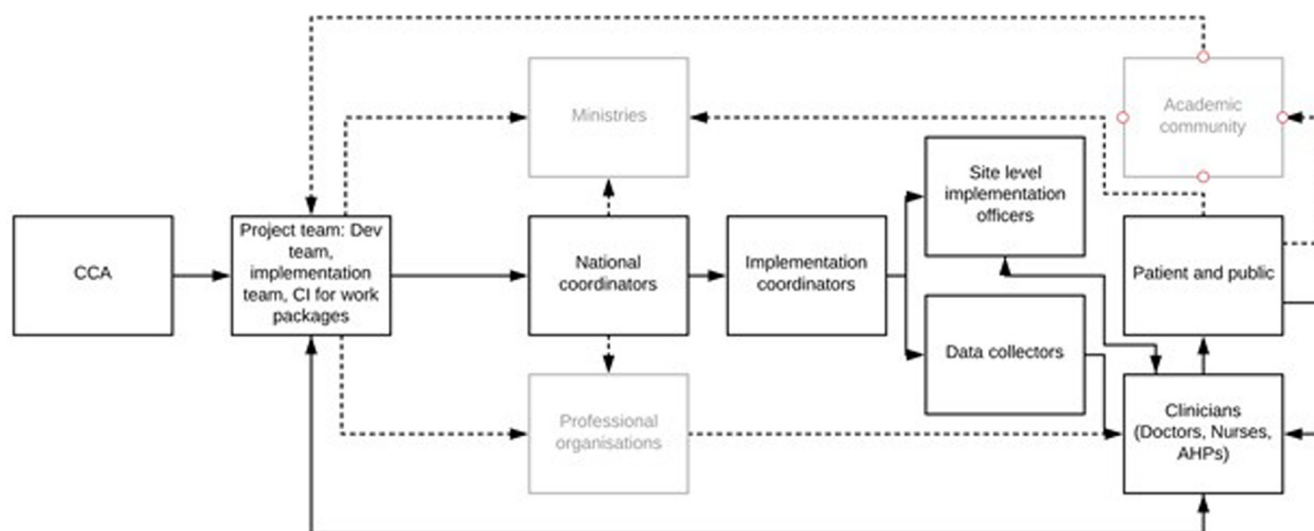 Ministries
Academic
community
Site level
implementation
officers
CCA
Project team: Dev
team,
implementation
team, CI for work
packages
National
coordinators
Implementation
coordinators
Patient and public
Data collectors
Professional
organisations
Clinicians
(Doctors, Nurses,
AHPs)